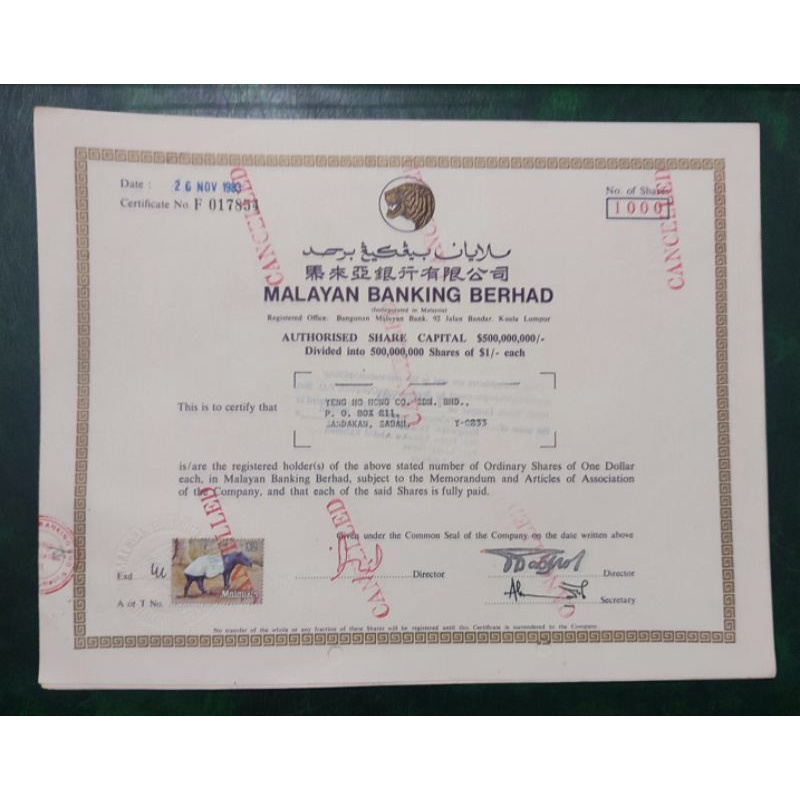 Date : 26 NOV 1983
Certificate No. F 017854
No. of Shares
1000
ملايان بيڠكيڠ برحد
馬來亞銀行有限公司
MALAYAN BANKING BERHAD
(Incorporated in Malaysia)
Registered Office: Bangunan Malayan Bank, 92 Jalan Bandar, Kuala Lumpur
AUTHORISED SHARE CAPITAL $500,000,000/-
Divided into 500,000,000 Shares of $1/- each
This is to certify that
YENG HO HONG CO. SDN. BHD.,
P. O. BOX 211,
SANDAKAN, SABAH. Y-0233
is/are the registered holder(s) of the above stated number of Ordinary Shares of One Dollar
each, in Malayan Banking Berhad, subject to the Memorandum and Articles of Association
of the Company, and that each of the said Shares is fully paid.
Given under the Common Seal of the Company on the date written above
Exd.
Malaysia
Director
Director
A or T No.
Secretary
No transfer of the whole or any fraction of these Shares will be registered until this Certificate is surrendered to the Company.
CANCELLED
CANCELLED
CANCELLED
CANCELLED